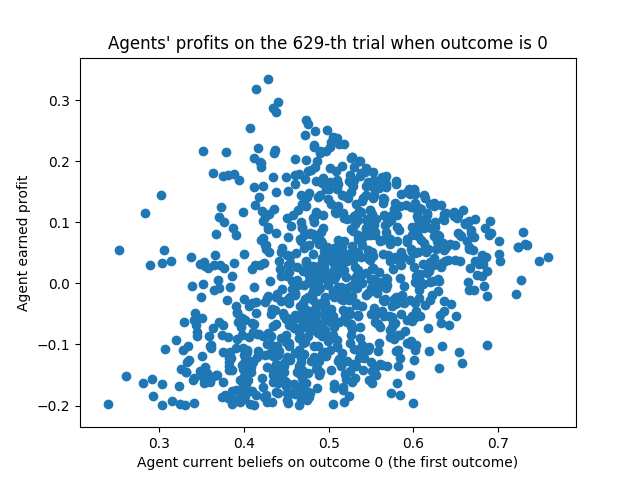 Agents' profits on the 629-th trial when outcome is 0
0.3
0.2
0.1
0.0
−0.1
−0.2
Agent earned profit
0.3 0.4 0.5 0.6 0.7
Agent current beliefs on outcome 0 (the first outcome)